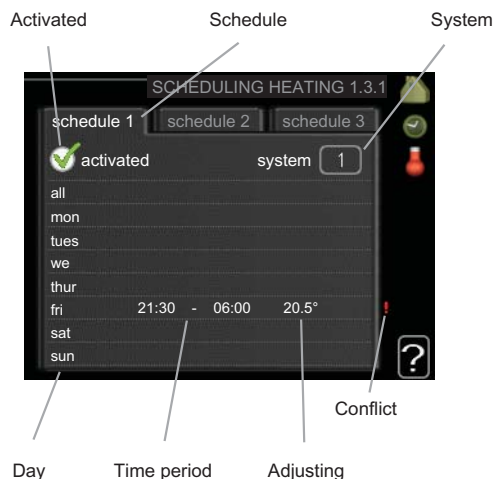 Activated Schedule System
SCHEDULING HEATING 1.3.1
schedule 1 schedule 2 schedule 3
activated system 1
all
mon
tues
we
thur
fri 21:30 - 06:00 20.5° !
sat
sun
?
Conflict
Day Time period Adjusting